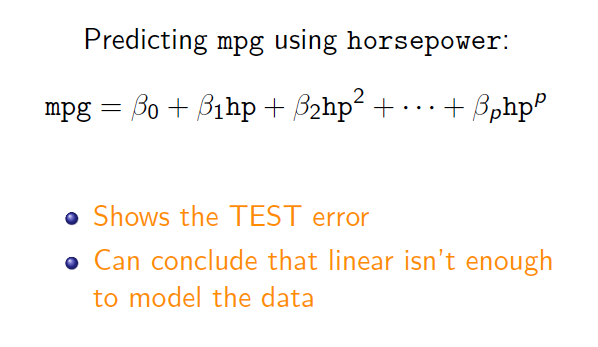 Predicting mpg using horsepower:
mpg = β₀ + β₁hp + β₂hp² + ⋯ + βₚhpᵖ
Shows the TEST error
Can conclude that linear isn't enough
to model the data